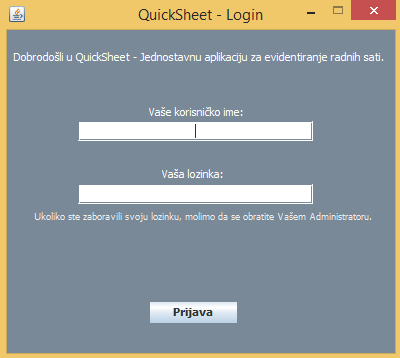 QuickSheet - Login
Dobrodošli u QuickSheet - Jednostavnu aplikaciju za evidentiranje radnih sati.
Vaše korisničko ime:
Vaša lozinka:
Ukoliko ste zaboravili svoju lozinku, molimo da se obratite Vašem Administratoru.
Prijava